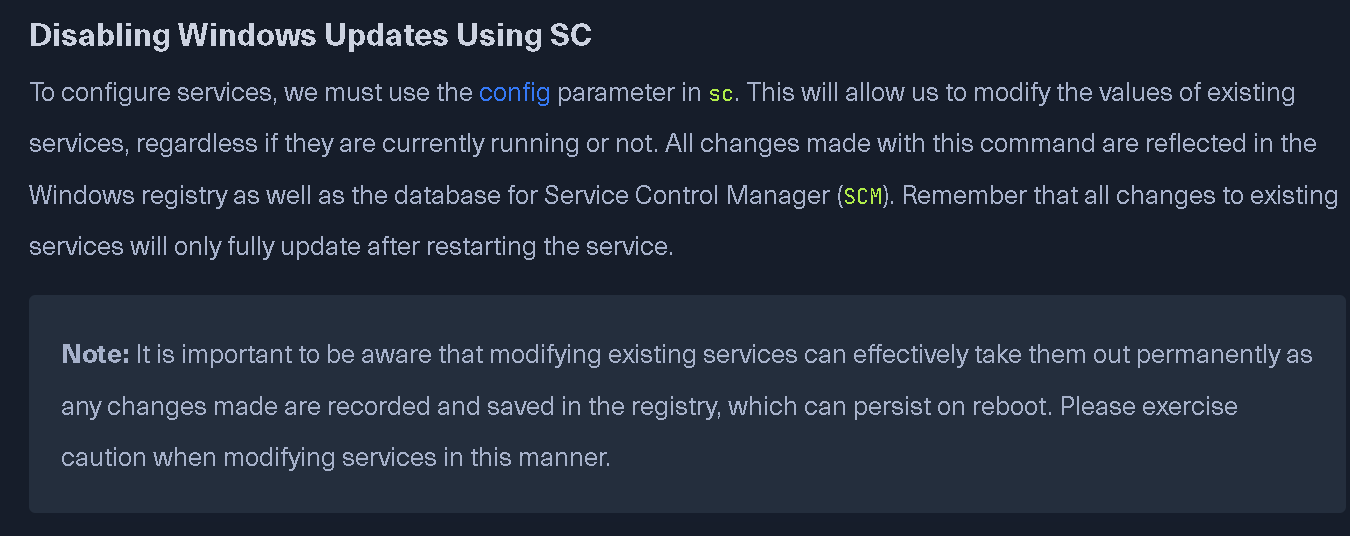 Disabling Windows Updates Using SC
To configure services, we must use the config parameter in sc. This will allow us to modify the values of existing
services, regardless if they are currently running or not. All changes made with this command are reflected in the
Windows registry as well as the database for Service Control Manager (SCM). Remember that all changes to existing
services will only fully update after restarting the service.
Note: It is important to be aware that modifying existing services can effectively take them out permanently as
any changes made are recorded and saved in the registry, which can persist on reboot. Please exercise
caution when modifying services in this manner.